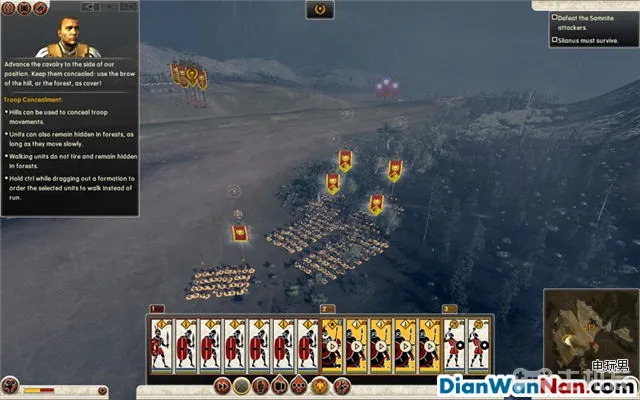 Advance the cavalry to the side of our
position. Keep them concealed: use the brow
of the hill, or the forest, as cover!
Troop Concealment:
Hills can be used to conceal troop
movements.
Units can also remain hidden in forests, as
long as they move slowly.
Walking units do not tire and remain hidden
in forests.
Hold ctrl while dragging out a formation to
order the selected units to walk instead of
run.
Defeat the Samnite
attackers.
Silanus must survive.
1
2
3
电玩男
DianWanNan.com